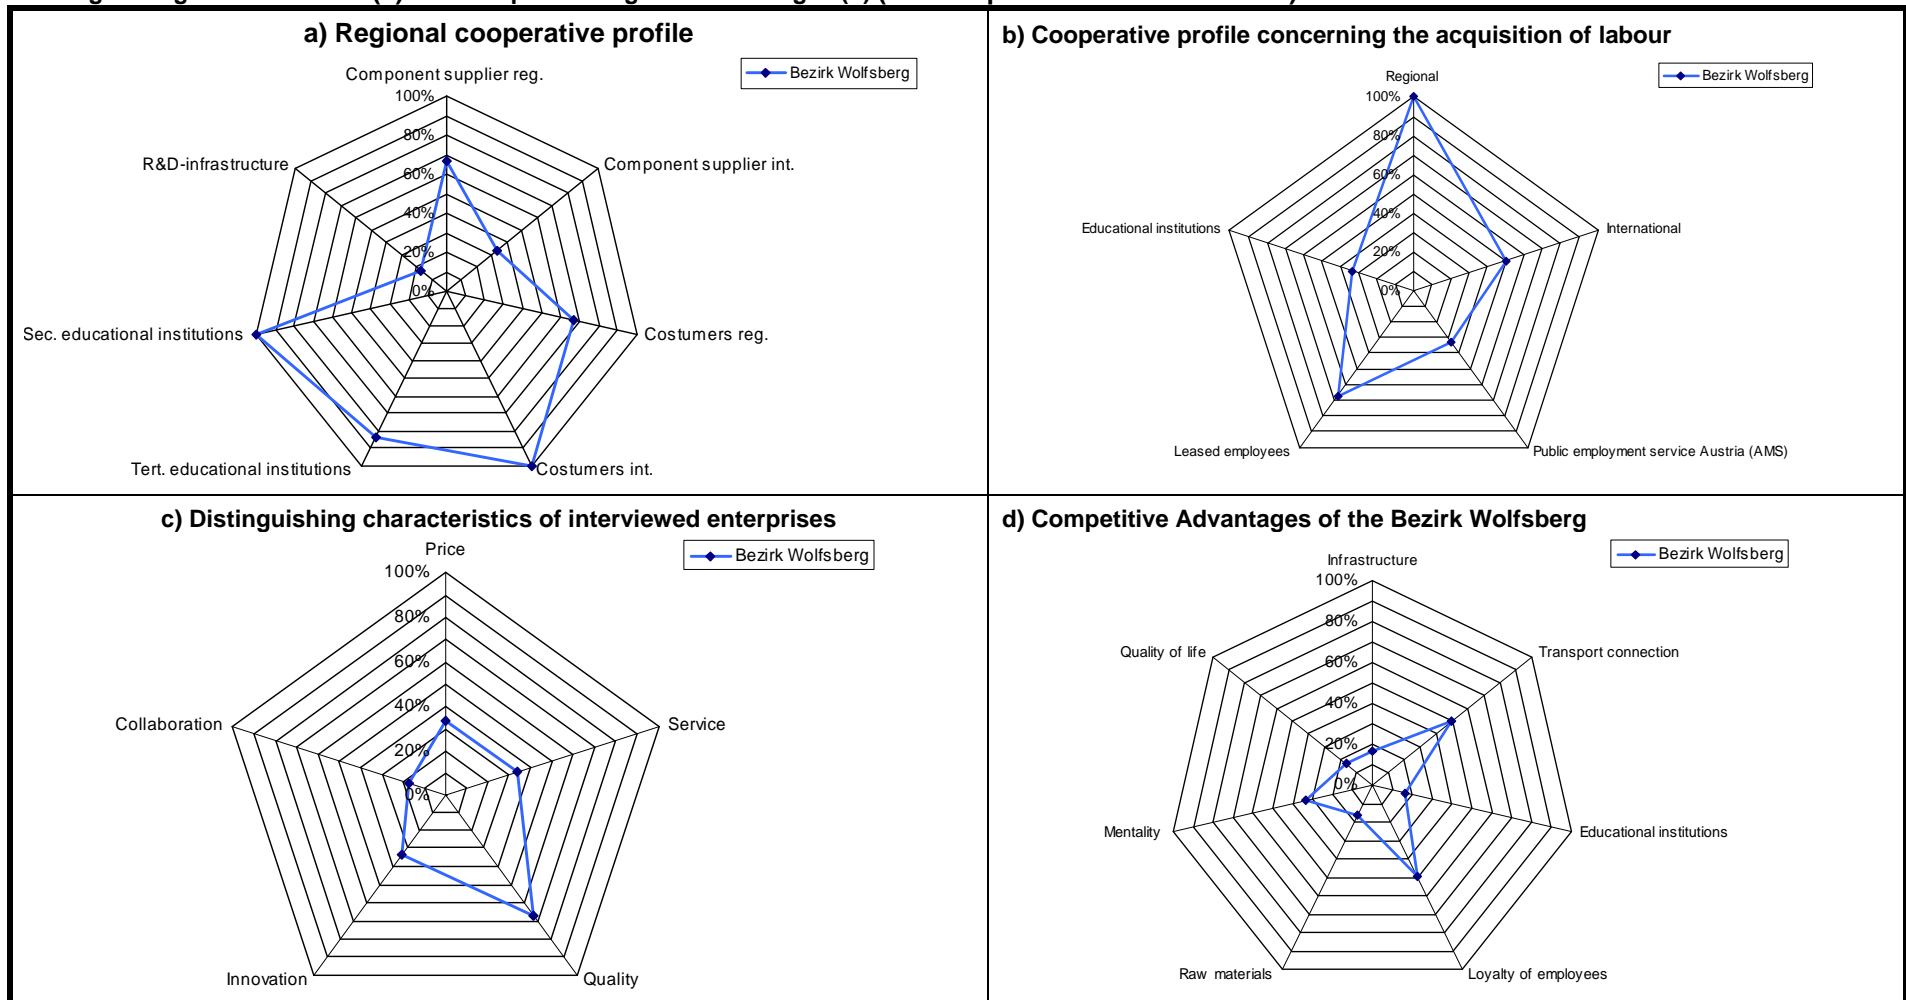 a) Regional cooperative profile
Bezirk Wolfsberg
Component supplier reg.
100%
80%
60%
40%
20%
0%
R&D-infrastructure
Component supplier int.
Sec. educational institutions
Costumers reg.
Tert. educational institutions
Costumers int.
b) Cooperative profile concerning the acquisition of labour
Bezirk Wolfsberg
Regional
100%
80%
60%
40%
20%
0%
Educational institutions
International
Leased employees
Public employment service Austria (AMS)
c) Distinguishing characteristics of interviewed enterprises
Bezirk Wolfsberg
Price
100%
80%
60%
40%
20%
0%
Collaboration
Service
Innovation
Quality
d) Competitive Advantages of the Bezirk Wolfsberg
Bezirk Wolfsberg
Infrastructure
100%
80%
60%
40%
20%
0%
Quality of life
Transport connection
Mentality
Educational institutions
Raw materials
Loyalty of employees